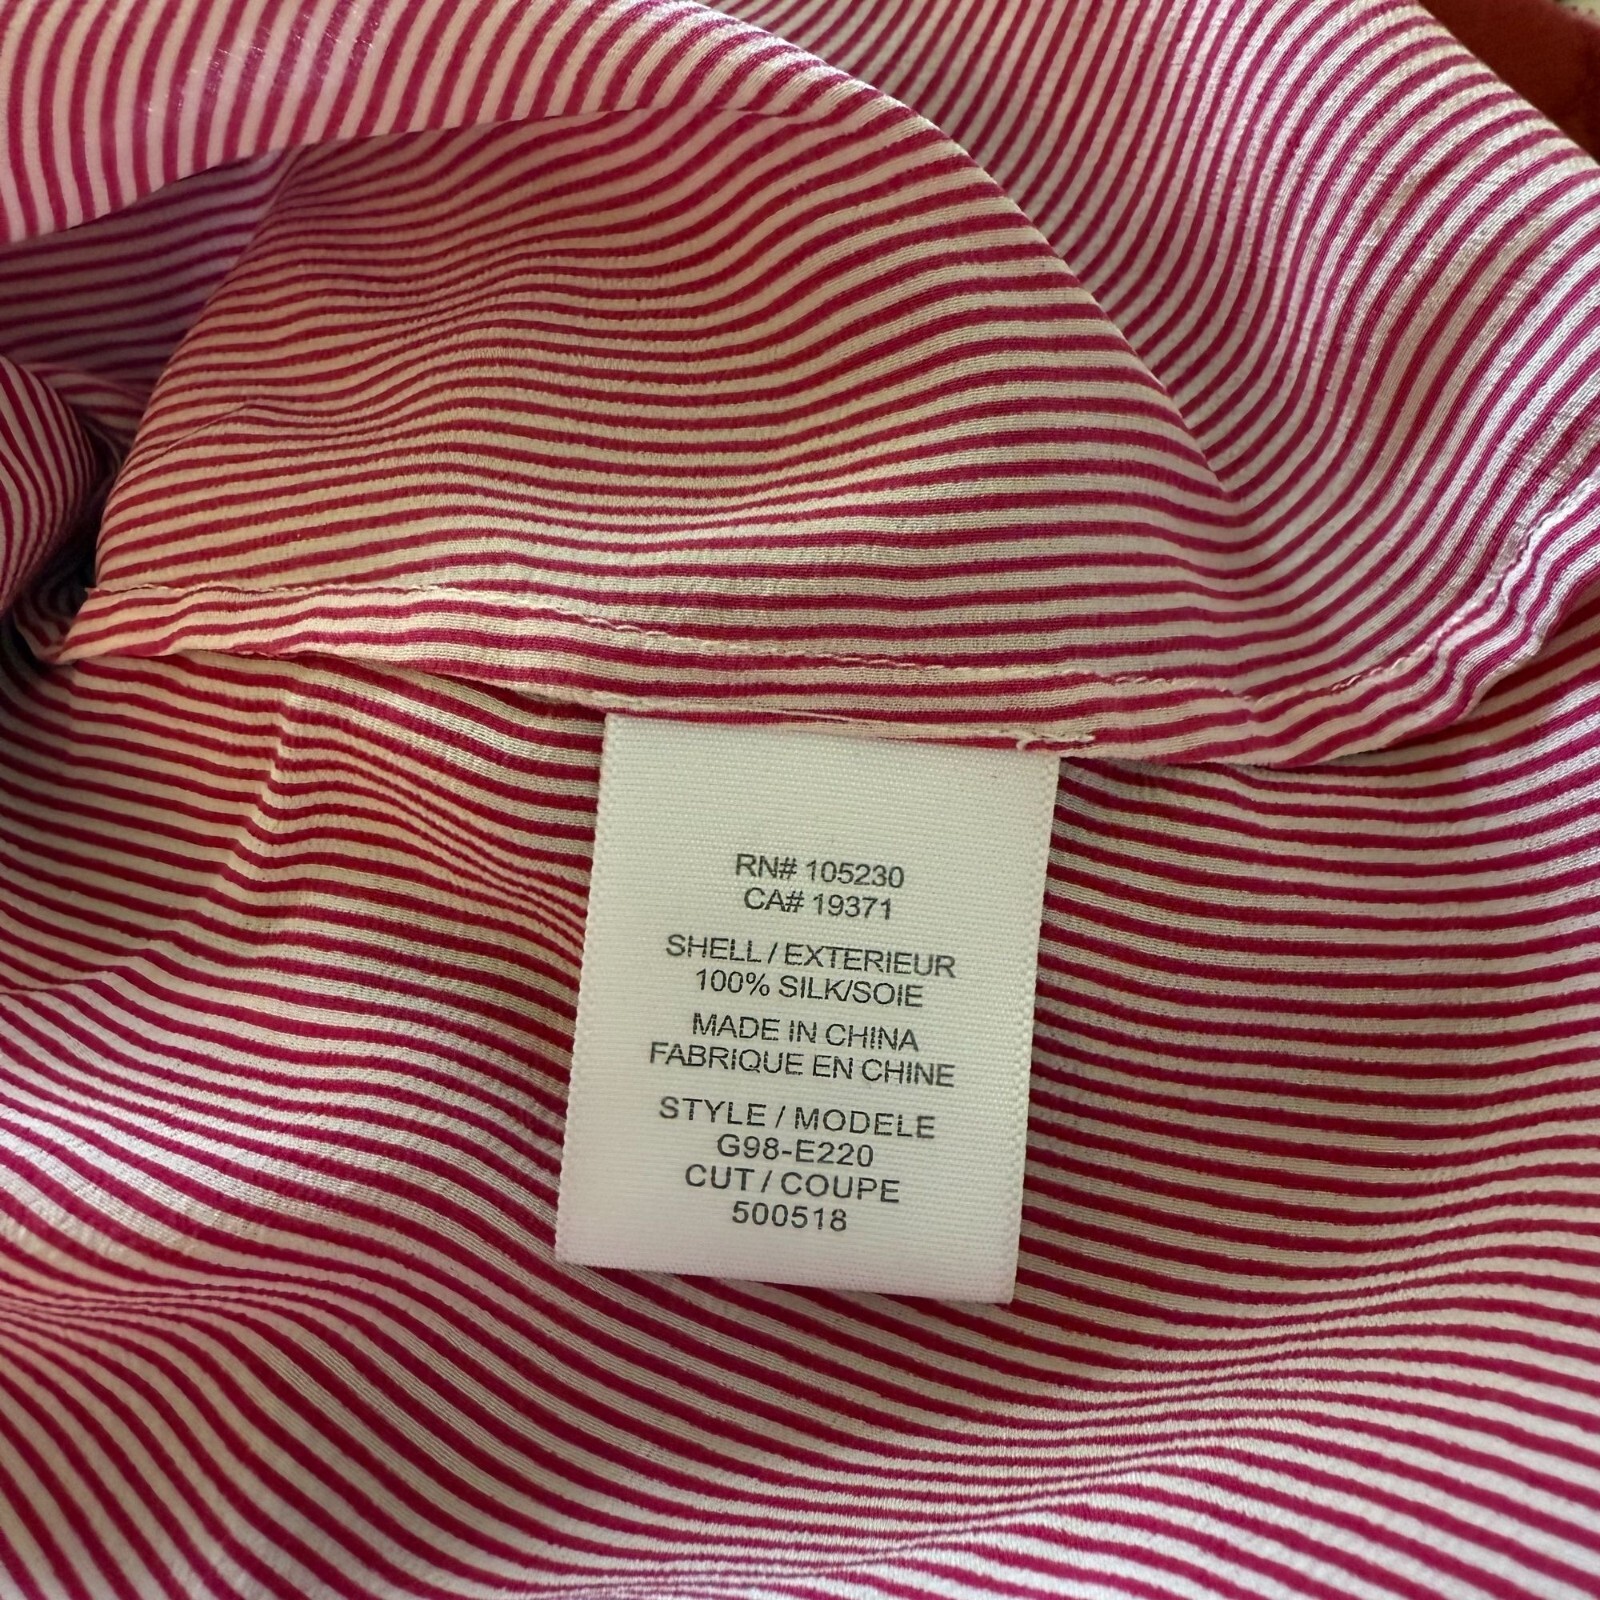 RN# 105230
CA# 19371
SHELL / EXTERIEUR
100% SILK/SOIE
MADE IN CHINA
FABRIQUE EN CHINE
STYLE / MODELE
G98-E220
CUT / COUPE
500518